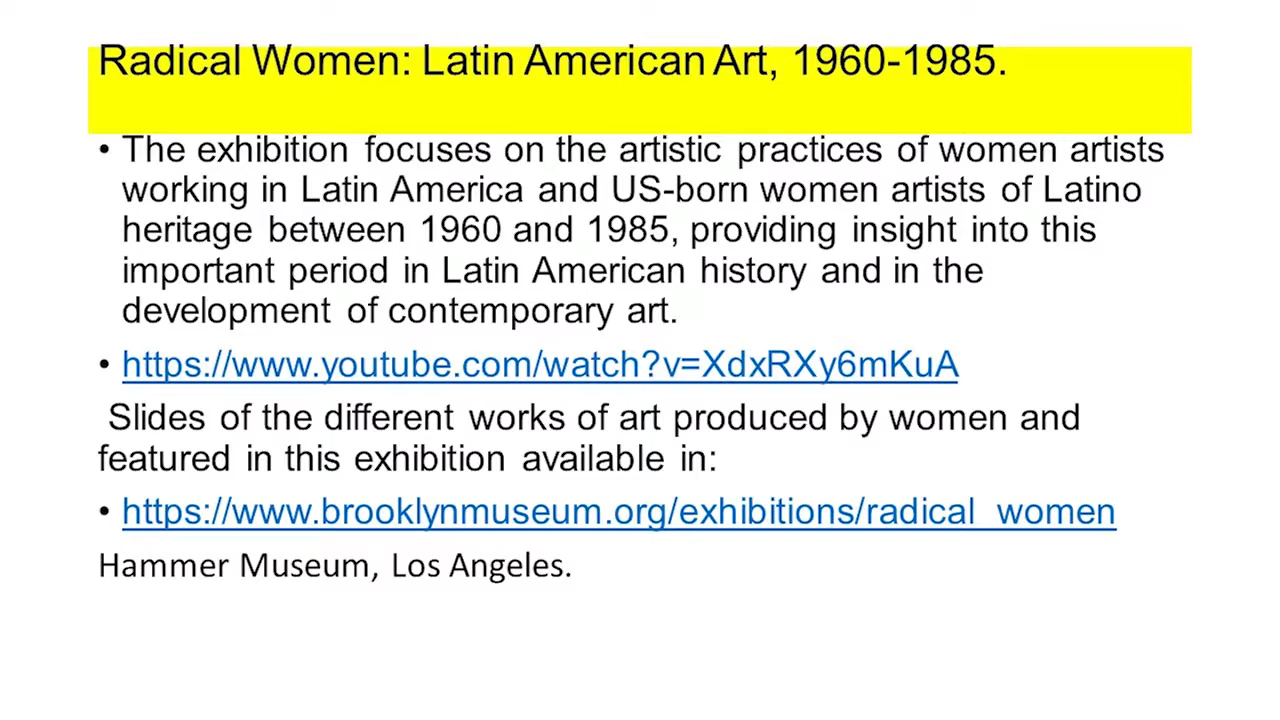 Radical Women: Latin American Art, 1960-1985.
• The exhibition focuses on the artistic practices of women artists
working in Latin America and US-born women artists of Latino
heritage between 1960 and 1985, providing insight into this
important period in Latin American history and in the
development of contemporary art.
• https://www.youtube.com/watch?v=XdxRXy6mKuA
Slides of the different works of art produced by women and
featured in this exhibition available in:
• https://www.brooklynmuseum.org/exhibitions/radical_women
Hammer Museum, Los Angeles.